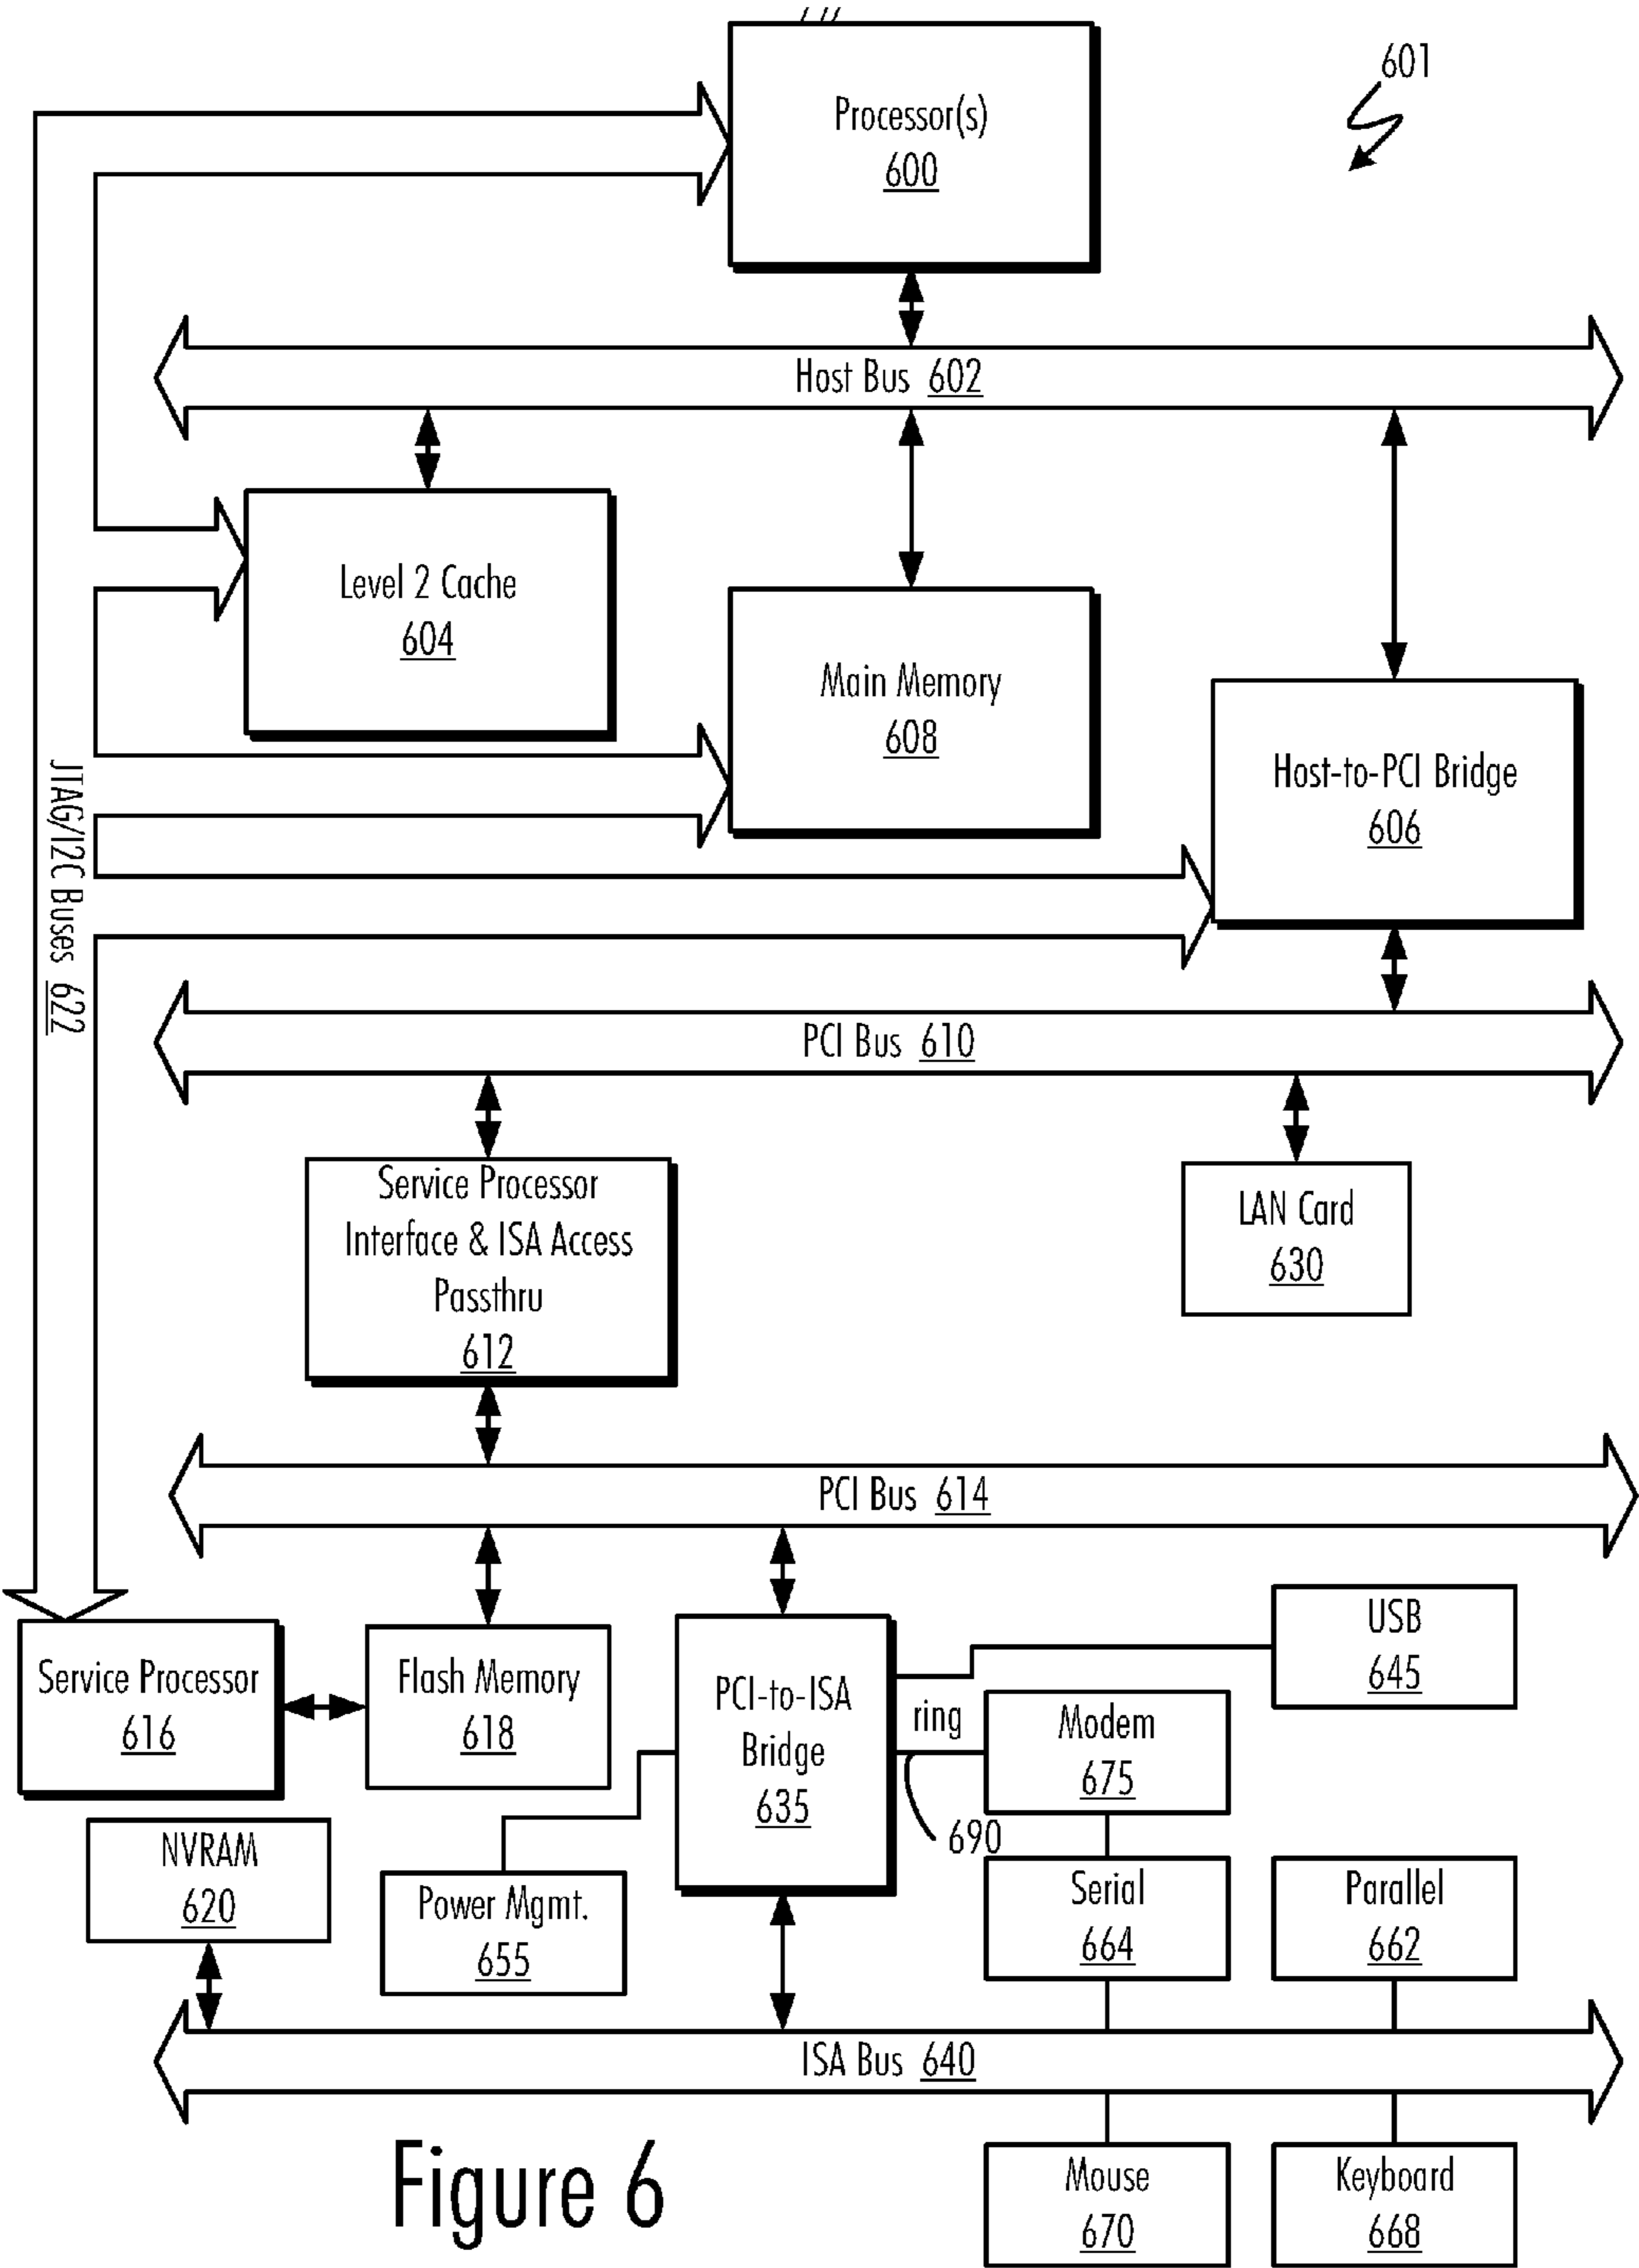 601
Processor(s)
600
Host Bus 602
Level 2 Cache
604
Main Memory
608
Host-to-PCI Bridge
606
JTAG/I2C Buses 622
PCI Bus 610
Service Processor
Interface & ISA Access
Passthru
612
LAN Card
630
PCI Bus 614
Service Processor
616
Flash Memory
618
PCI-to-ISA
Bridge
635
USB
645
ring
Modem
675
690
NVRAM
620
Power Mgmt.
655
Serial
664
Parallel
662
ISA Bus 640
Mouse
670
Keyboard
668
Figure 6